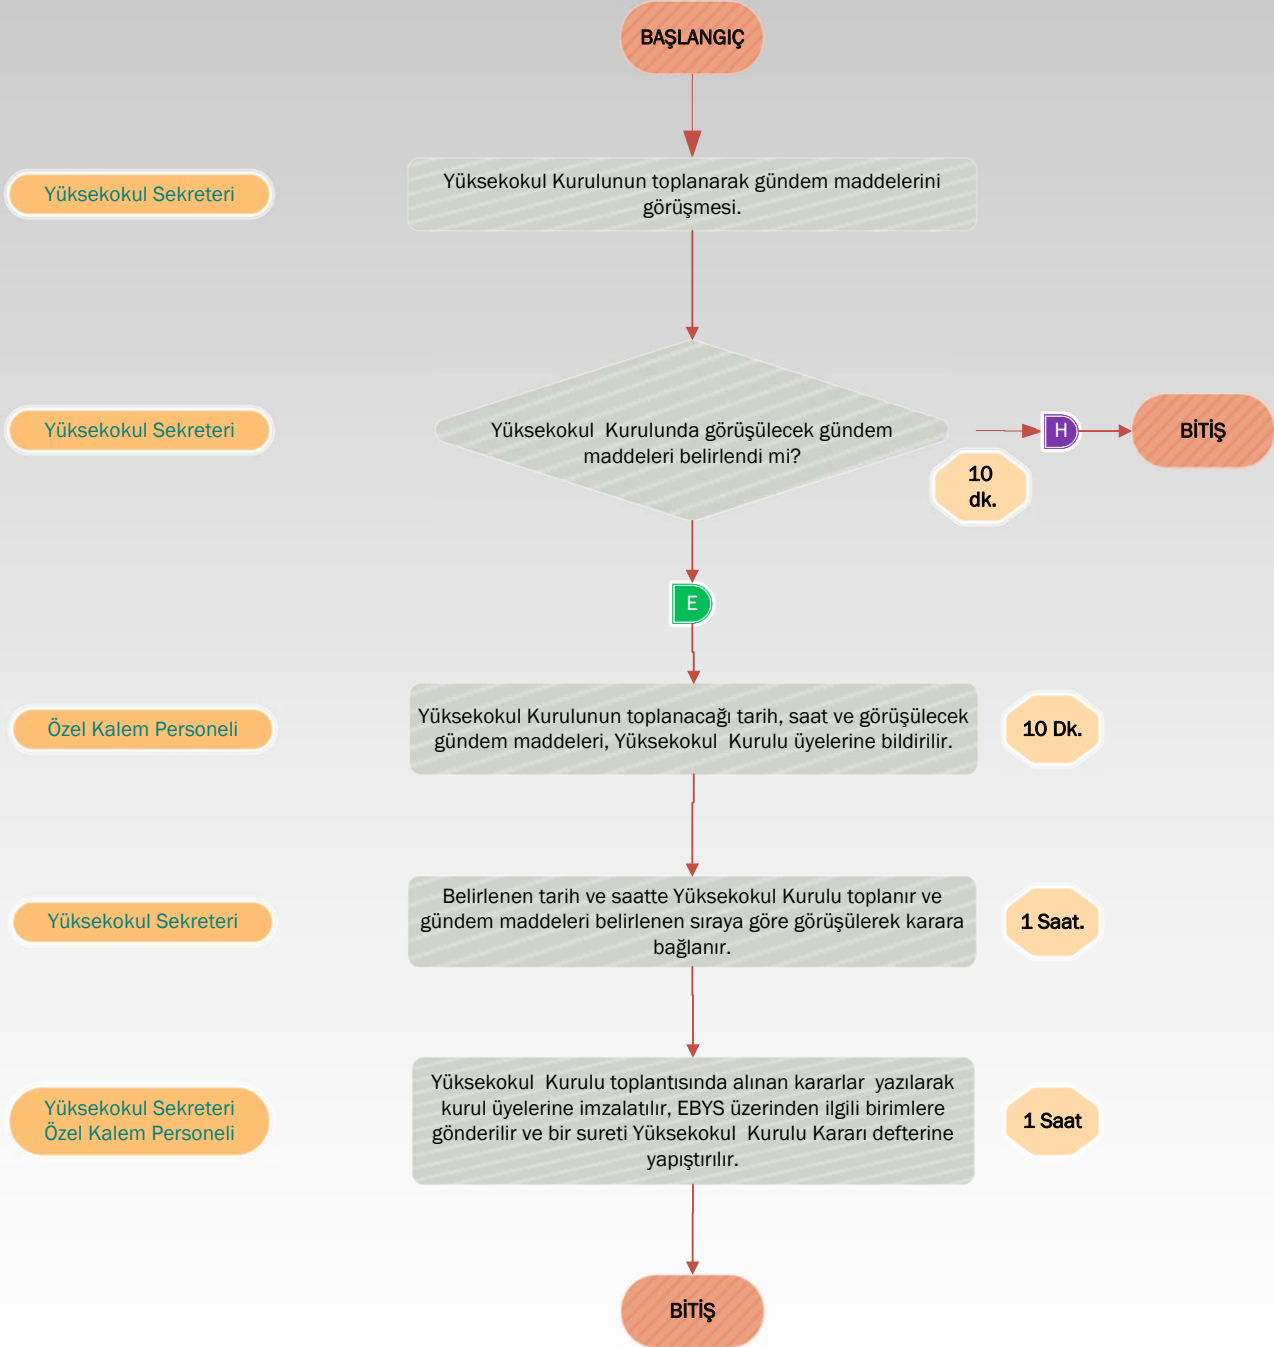 BAŞLANGIÇ
Yüksekokul Sekreteri
Yüksekokul Kurulunun toplanarak gündem maddelerini
görüşmesi.
Yüksekokul Sekreteri
Yüksekokul  Kurulunda görüşülecek gündem
maddeleri belirlendi mi?
H
BİTİŞ
10
dk.
E
Özel Kalem Personeli
Yüksekokul Kurulunun toplanacağı tarih, saat ve görüşülecek
gündem maddeleri, Yüksekokul  Kurulu üyelerine bildirilir.
10 Dk.
Yüksekokul Sekreteri
Belirlenen tarih ve saatte Yüksekokul Kurulu toplanır ve
gündem maddeleri belirlenen sıraya göre görüşülerek karara
bağlanır.
1 Saat.
Yüksekokul Sekreteri
Özel Kalem Personeli
Yüksekokul  Kurulu toplantısında alınan kararlar  yazılarak
kurul üyelerine imzalatılır, EBYS üzerinden ilgili birimlere
gönderilir ve bir sureti Yüksekokul  Kurulu Kararı defterine
yapıştırılır.
1 Saat
BİTİŞ